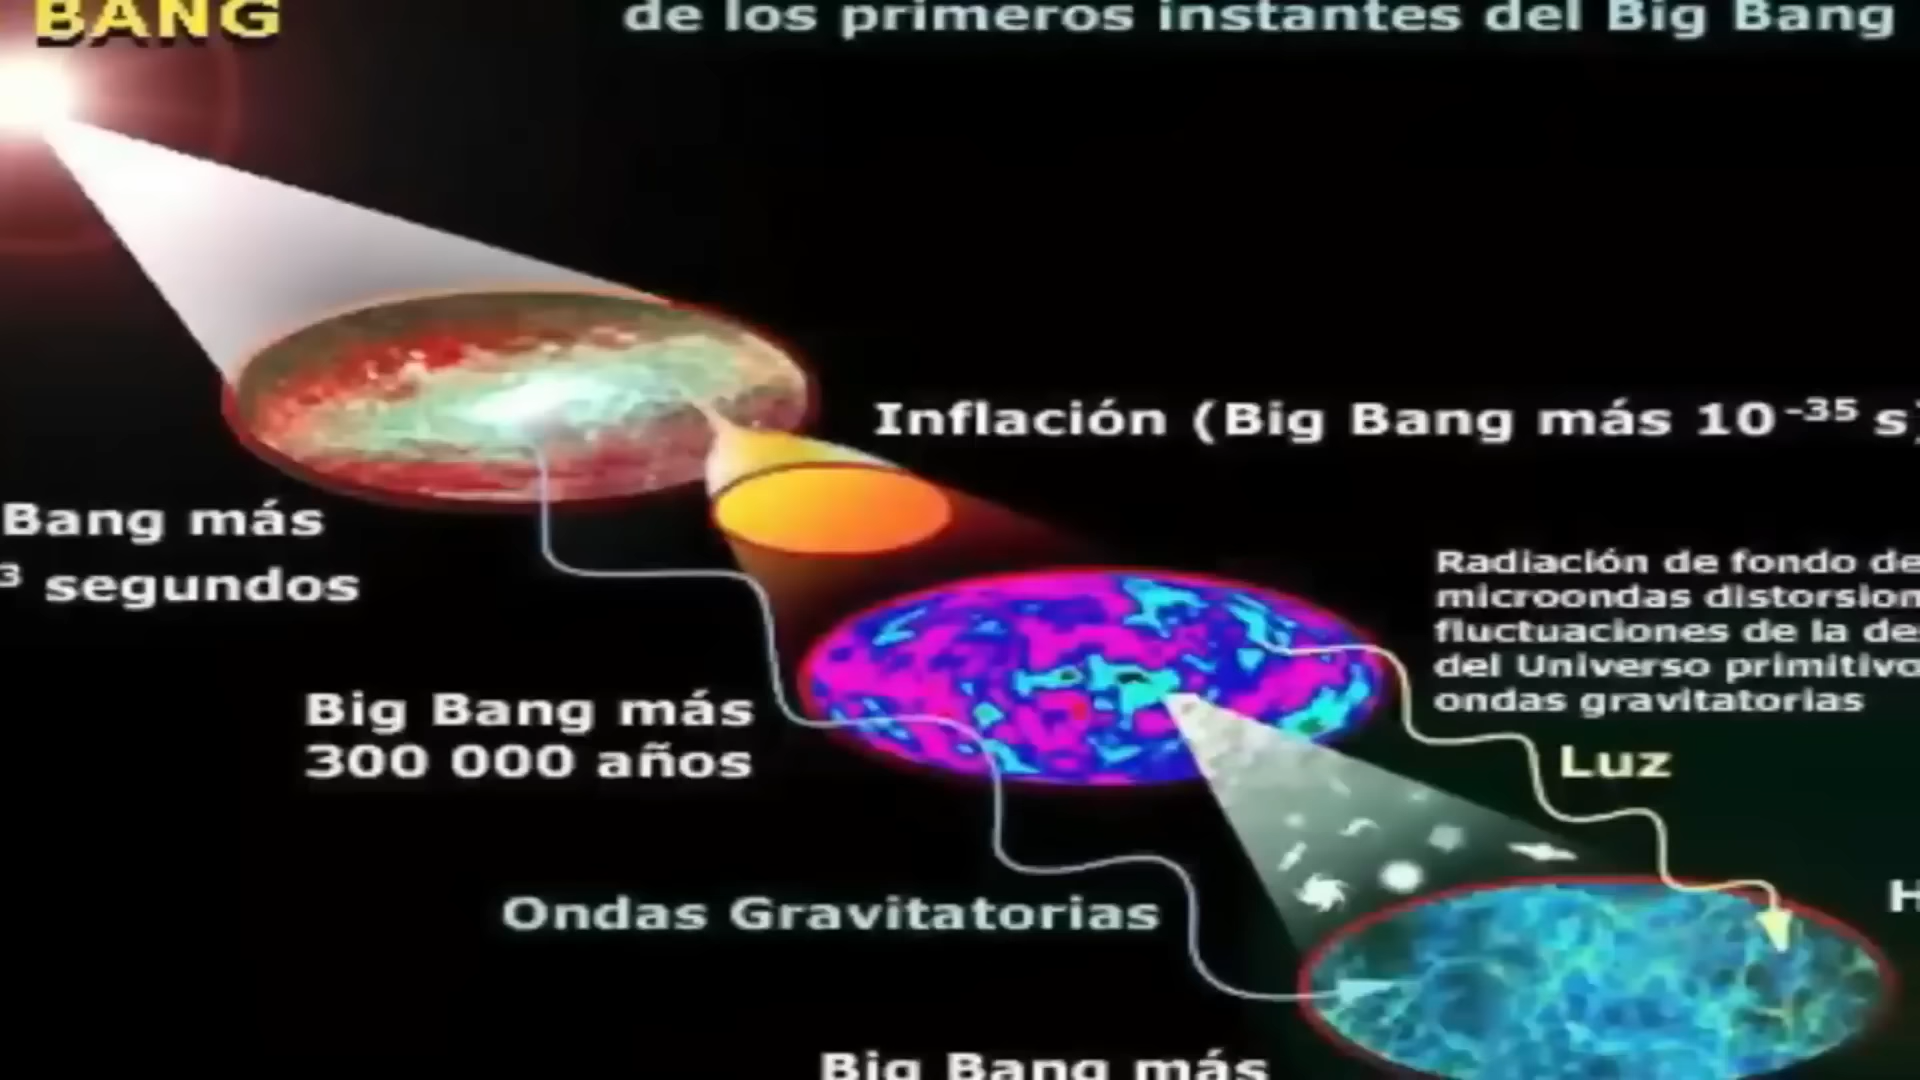 BANG
de los primeros instantes del Big Bang
Inflación (Big Bang más 10⁻³⁵ s)
Bang más
³ segundos
Radiación de fondo de
microondas distorsion
fluctuaciones de la de
del Universo primitivo
ondas gravitatorias
Big Bang más
300 000 años
Luz
Ondas Gravitatorias
H
Big Bang más